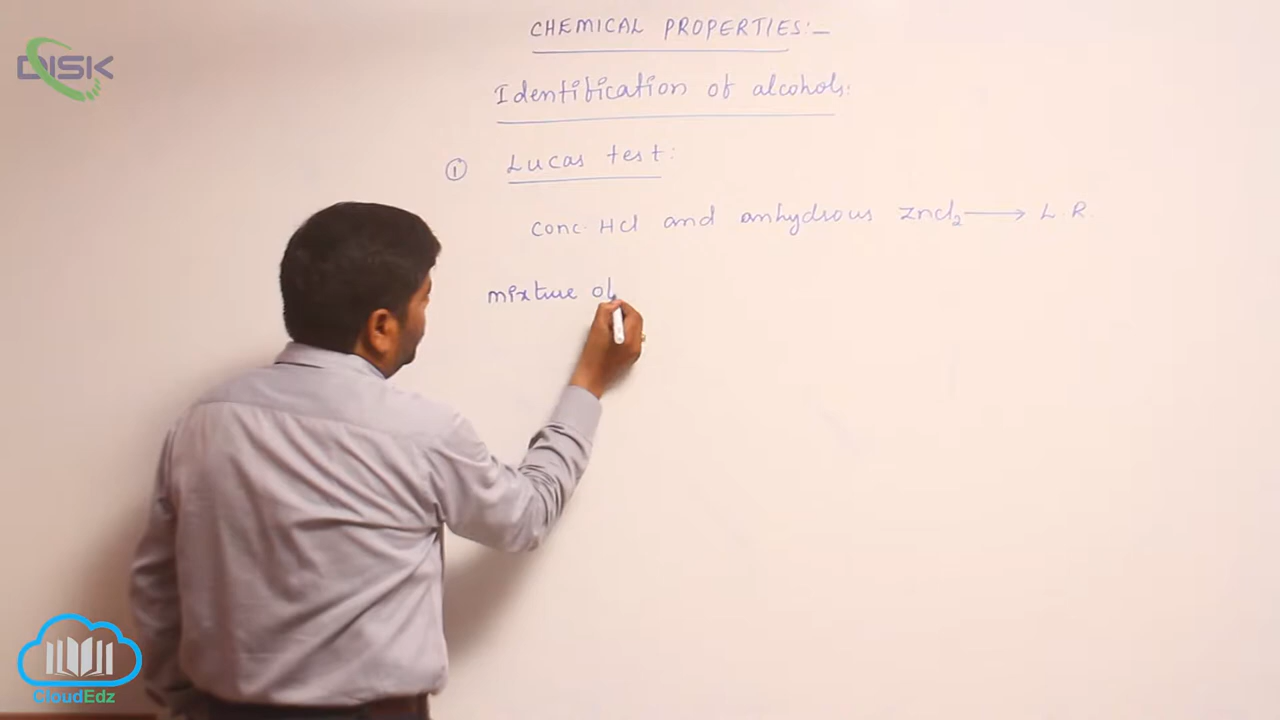 DISK
CHEMICAL PROPERTIES:-
Identification of alcohols:
① Lucas test:
Conc. HCl and anhydrous ZnCl₂ ⟶ L.R.
mixture of
CloudEdz